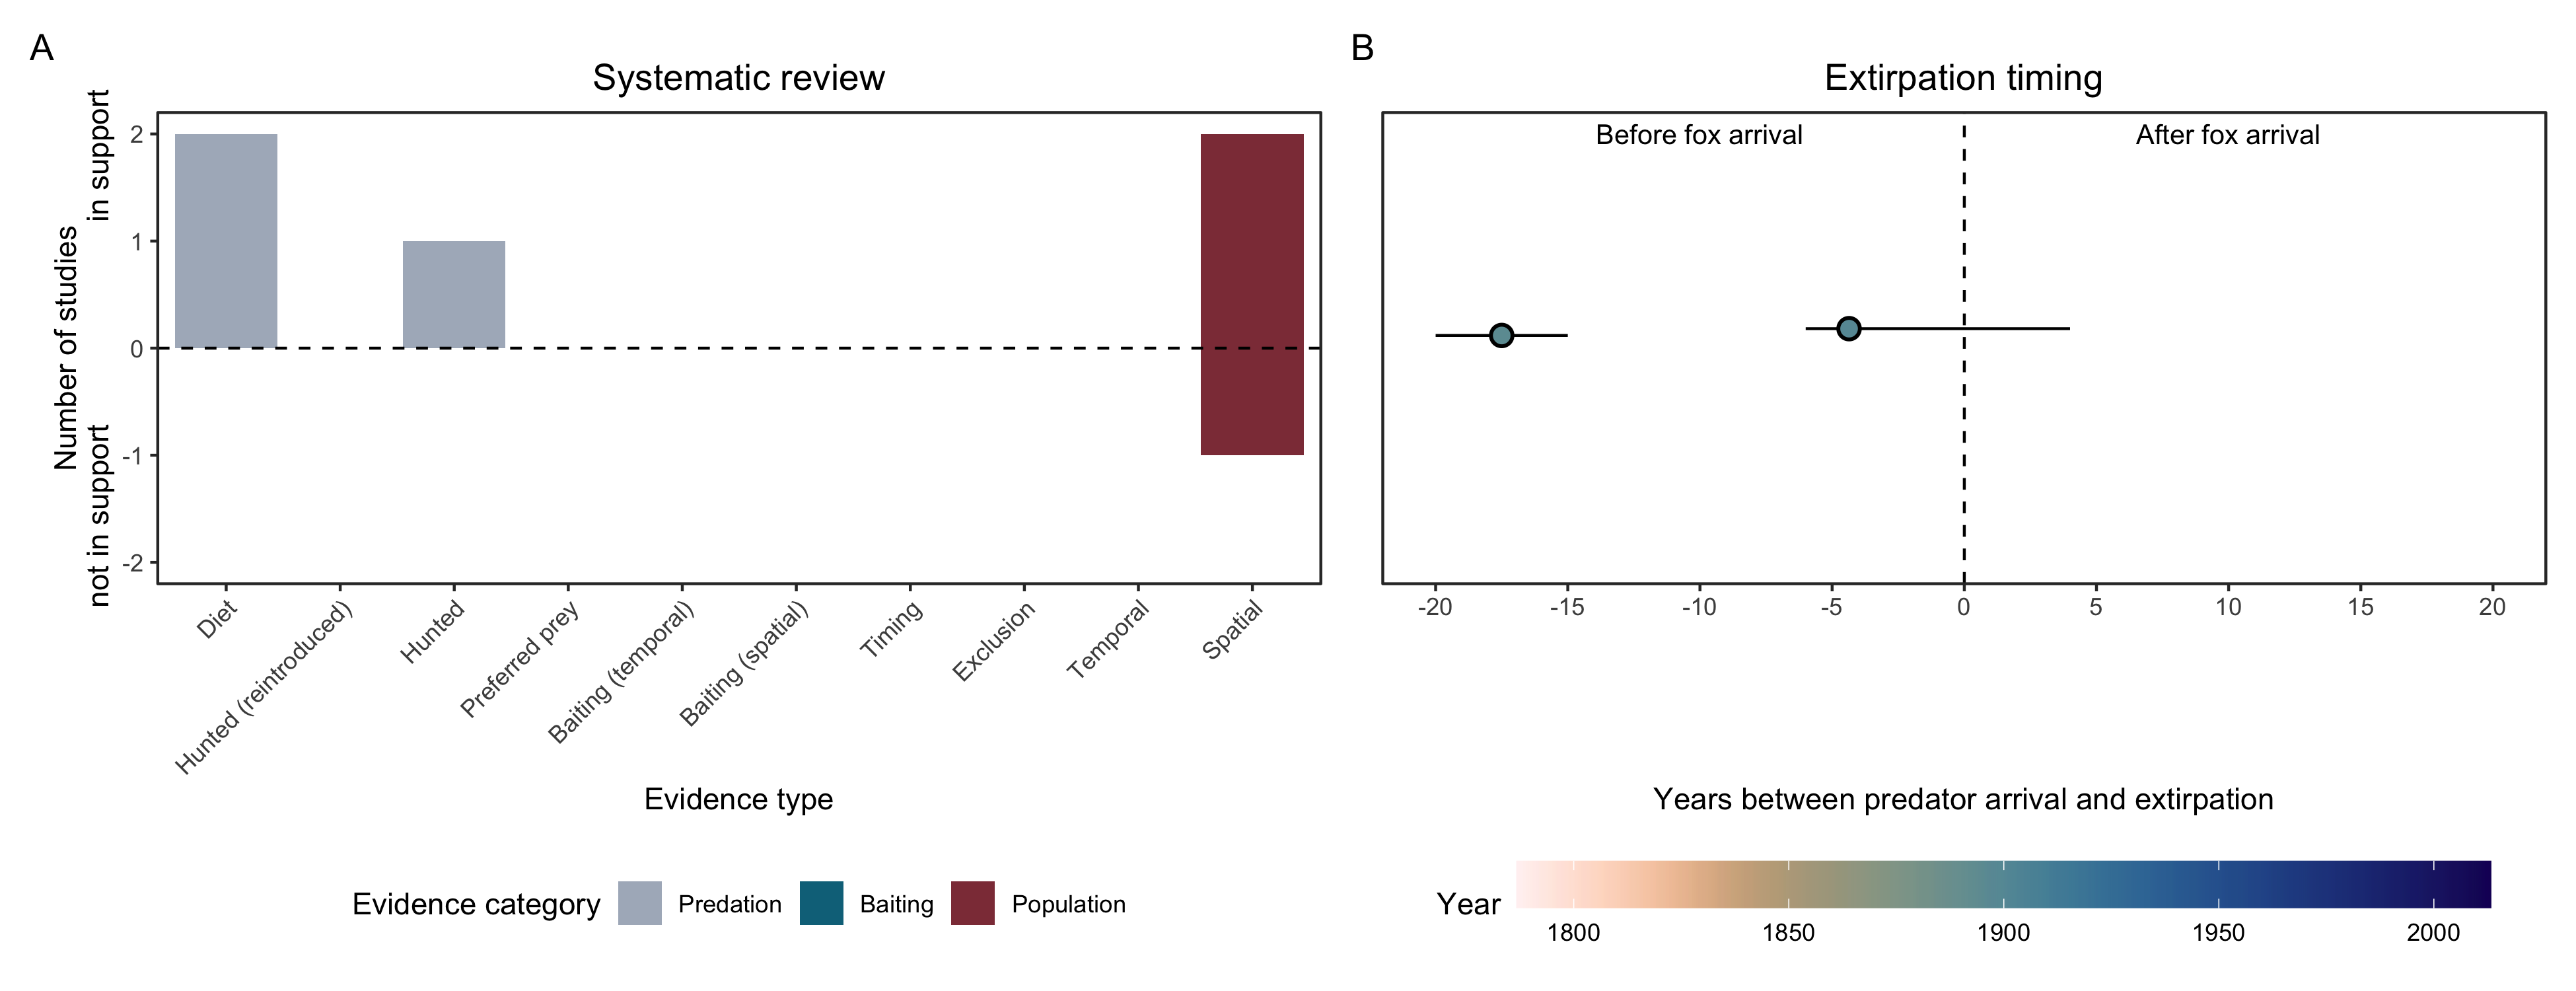 A
Systematic review
Number of studies
not in support
in support
2
1
0
-1
-2
Diet
Hunted (reintroduced)
Hunted
Preferred prey
Baiting (temporal)
Baiting (spatial)
Timing
Exclusion
Temporal
Spatial
Evidence type
Evidence category
Predation
Baiting
Population
B
Extirpation timing
Before fox arrival
After fox arrival
-20
-15
-10
-5
0
5
10
15
20
Years between predator arrival and extirpation
Year
1800
1850
1900
1950
2000